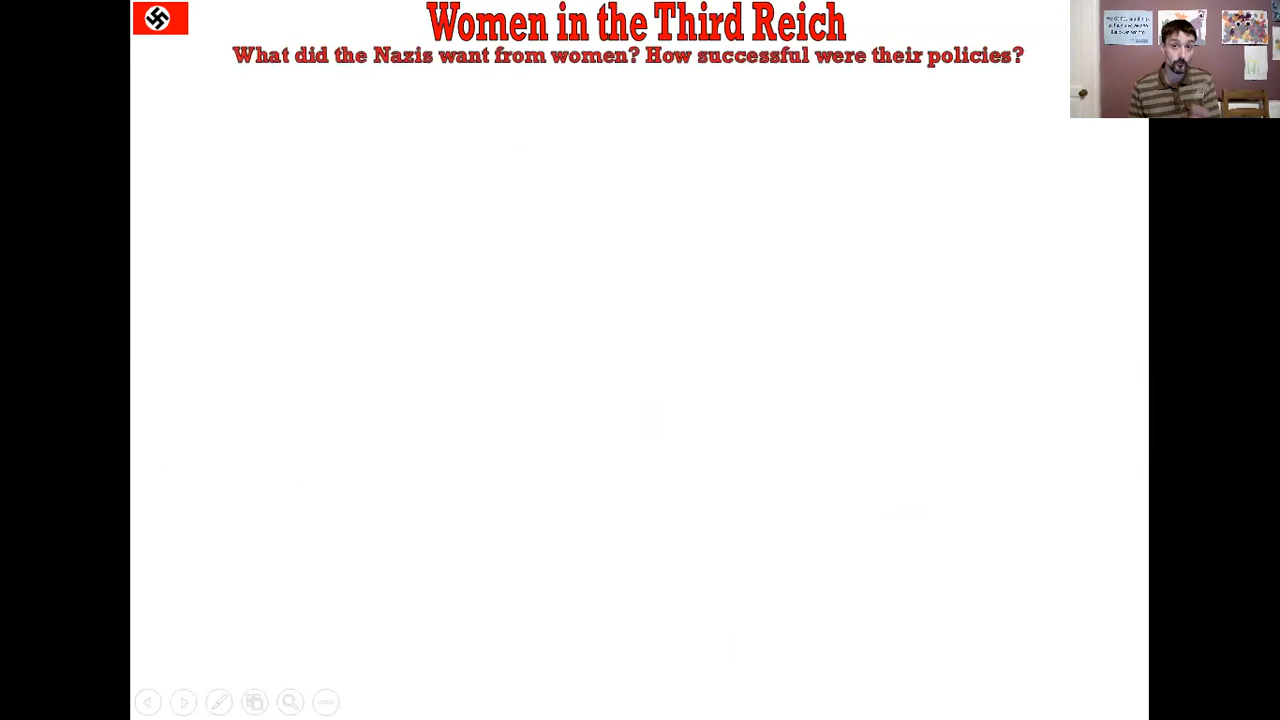 Women in the Third Reich
What did the Nazis want from women? How successful were their policies?